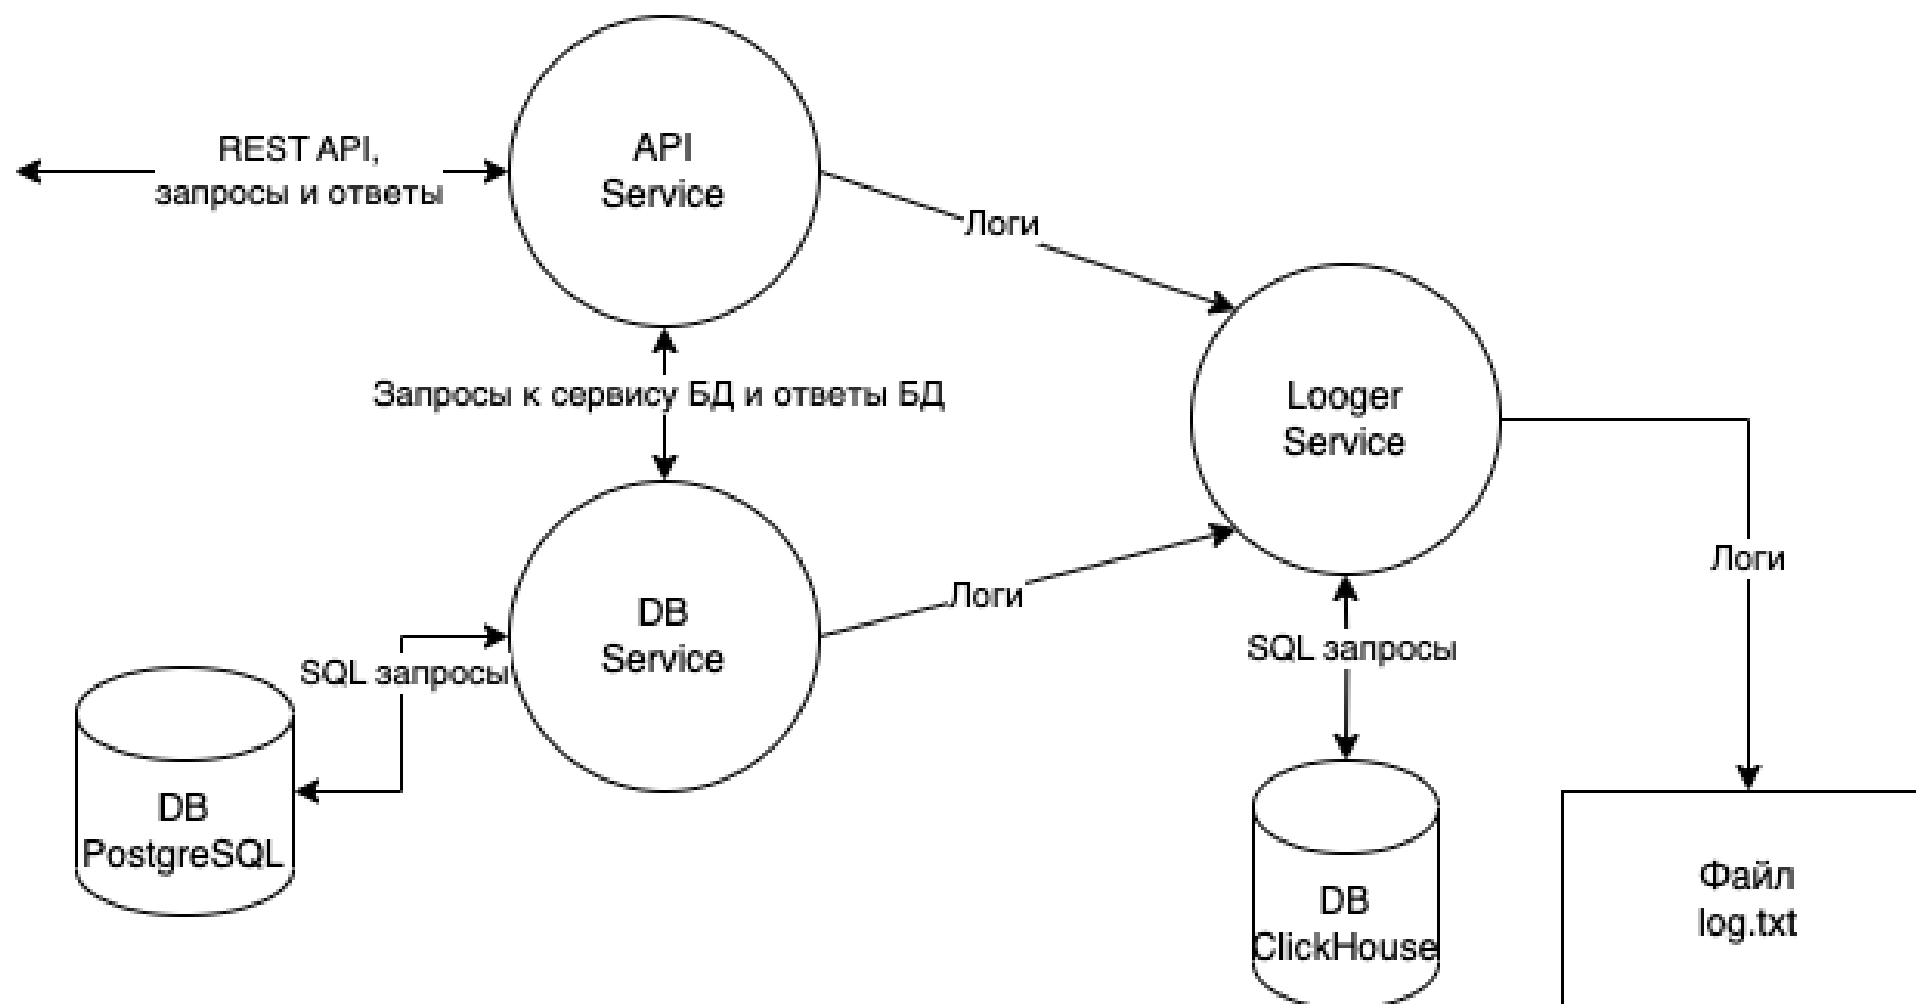 REST API,
запросы и ответы
API
Service
Логи
Запросы к сервису БД и ответы БД
Looger
Service
Логи
DB
Service
Логи
SQL запросы
SQL запросы
DB
PostgreSQL
DB
ClickHouse
Файл
log.txt